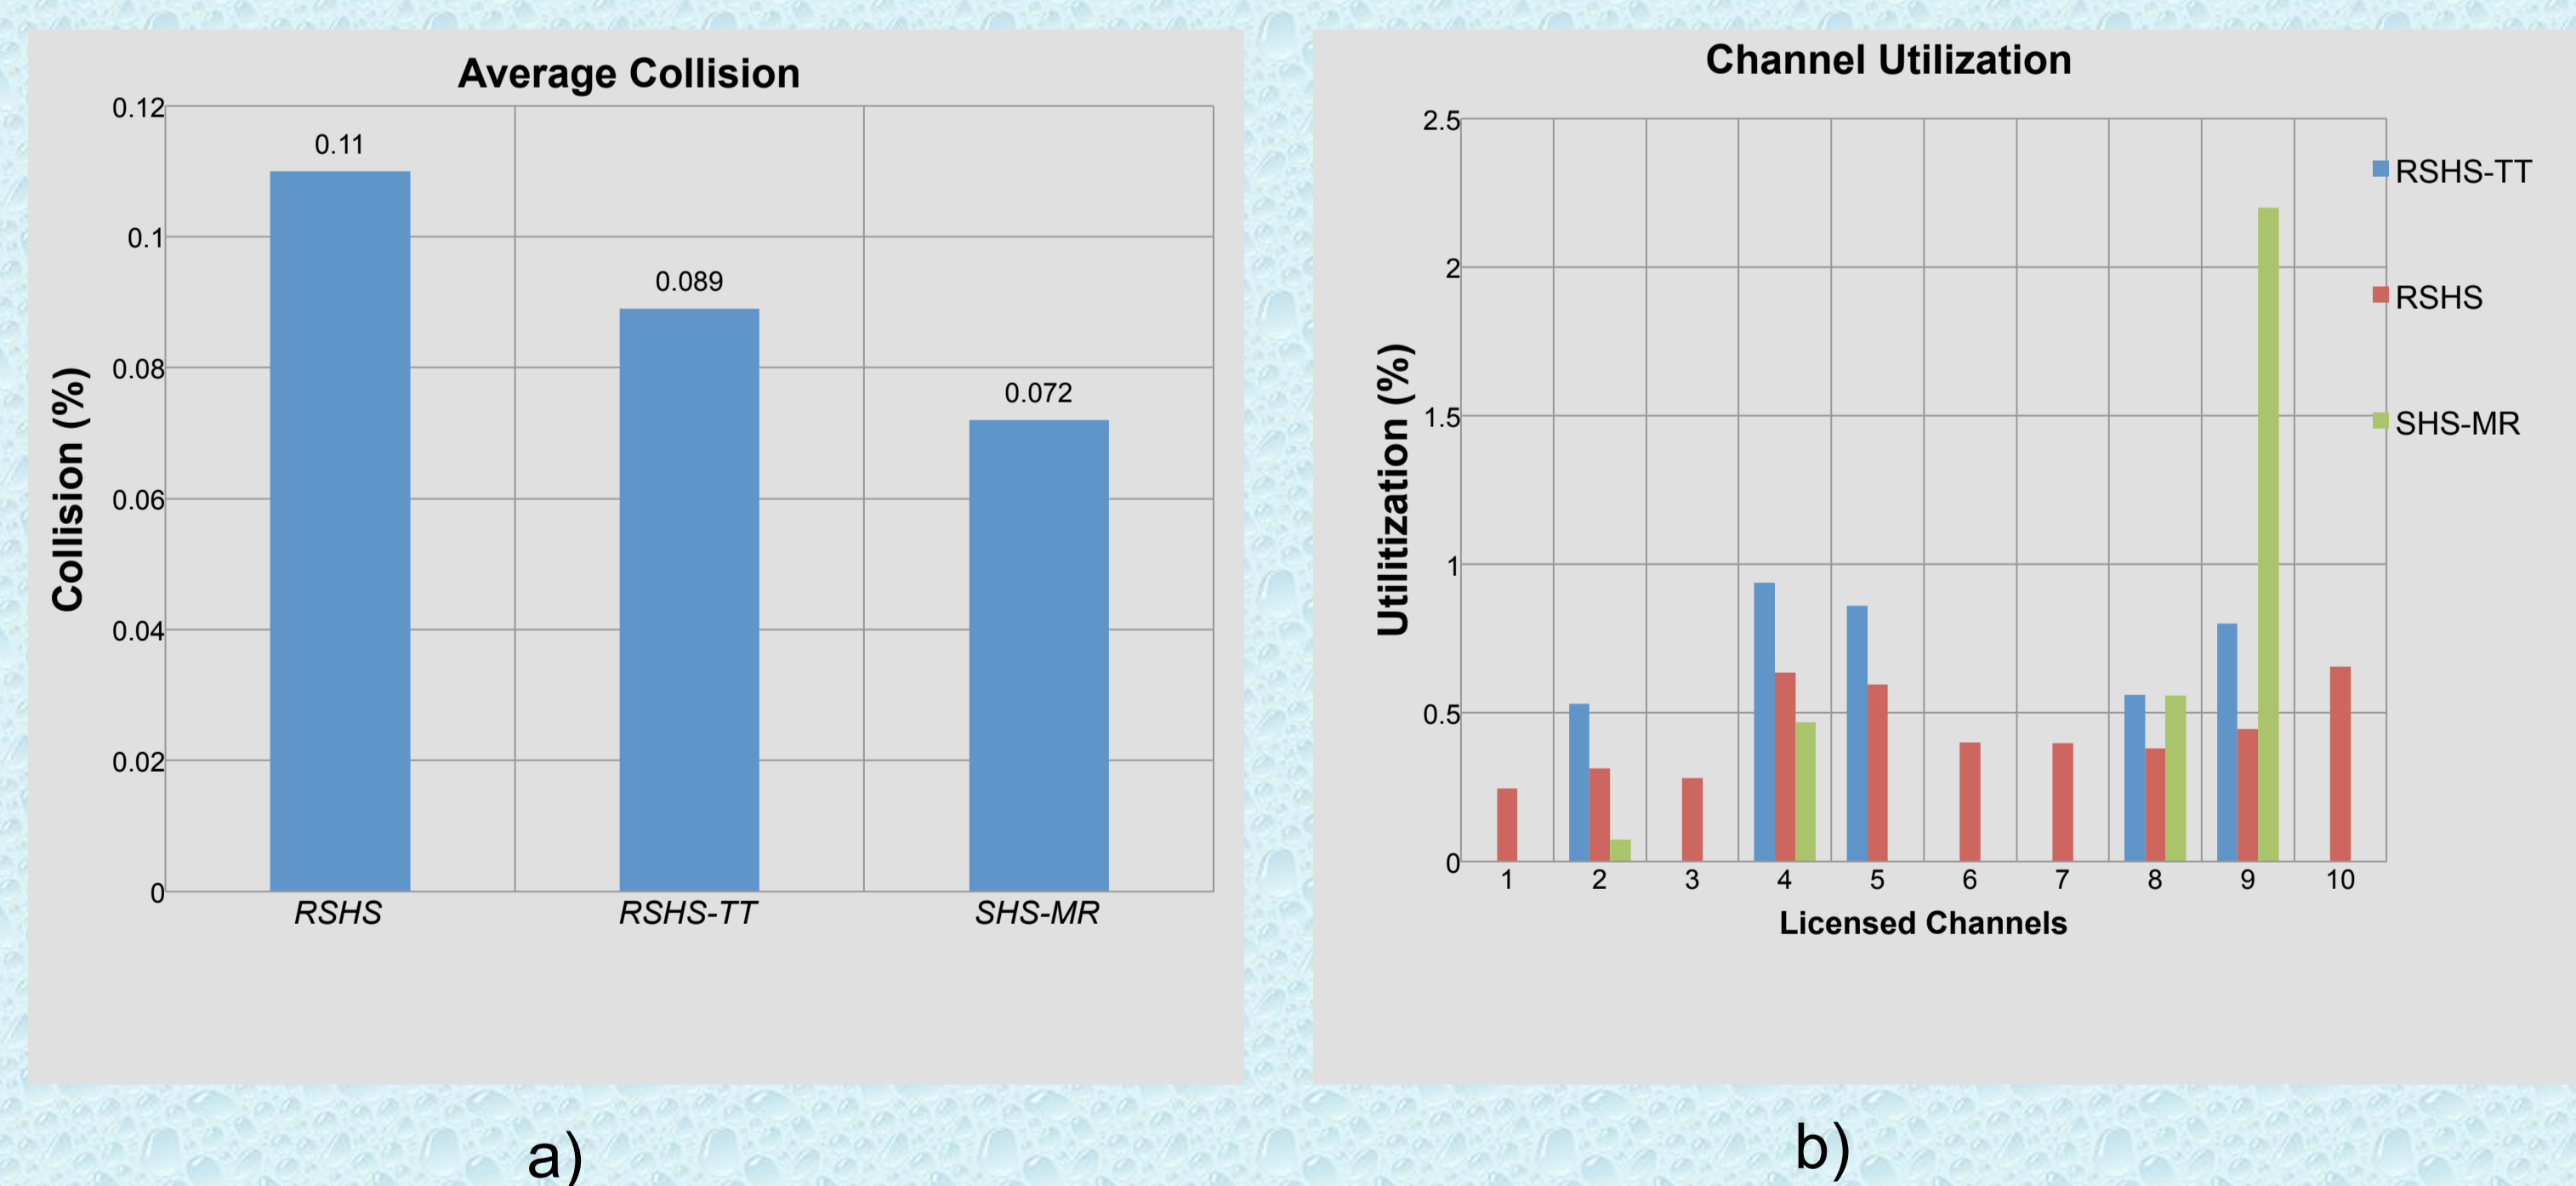 Average Collision
0.12
0.1
0.08
0.06
0.04
0.02
0
Collision (%)
0.11
0.089
0.072
RSHS
RSHS-TT
SHS-MR
a)
Channel Utilization
2.5
2
1.5
1
0.5
0
Utilitization (%)
1 2 3 4 5 6 7 8 9 10
Licensed Channels
RSHS-TT
RSHS
SHS-MR
b)